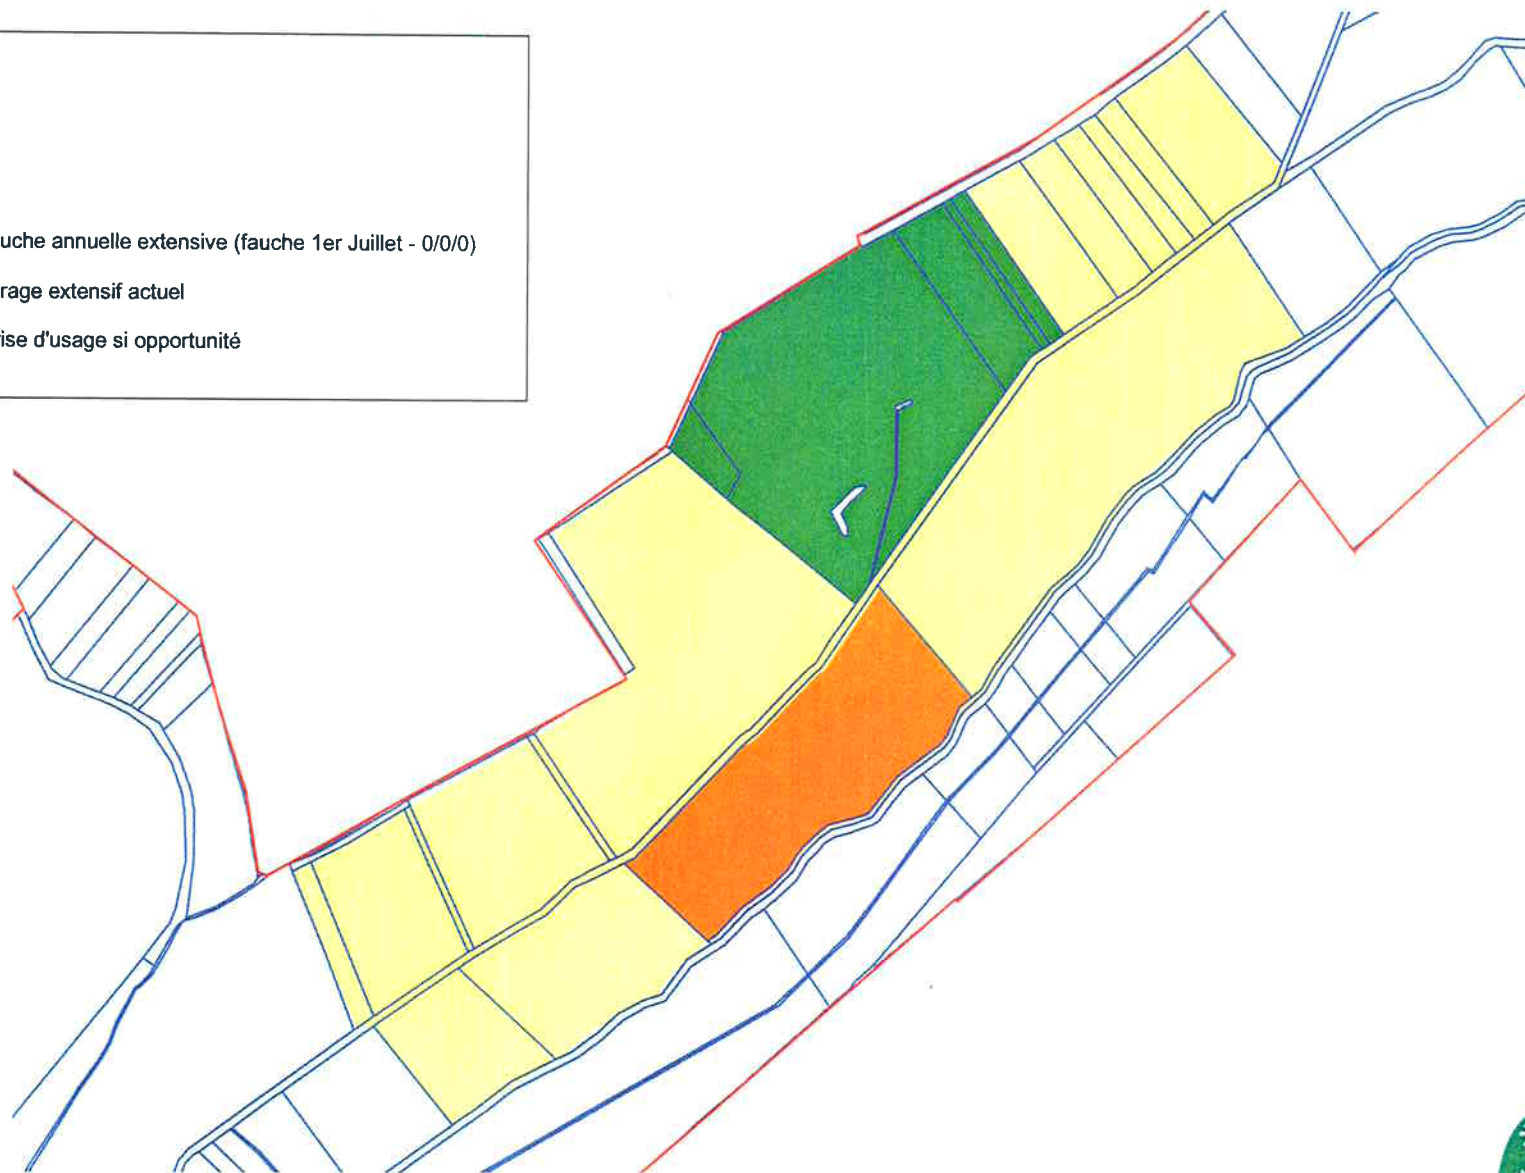 uche annuelle extensive (fauche 1er Juillet - 0/0/0)
rage extensif actuel
ise d'usage si opportunité